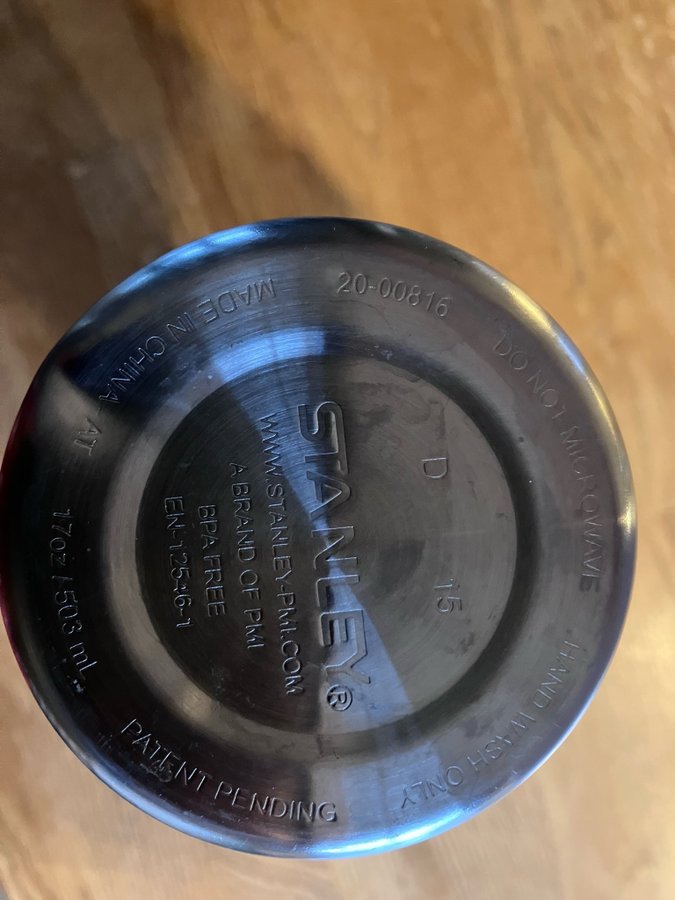 20-00816
DO NOT MICROWAVE
HAND WASH ONLY
PATENT PENDING
17oz / 503 mL
MADE IN CHINA - AT
D 15
STANLEY®
WWW.STANLEY-PMI.COM
A BRAND OF PMI
BPA FREE
EN-12546-1